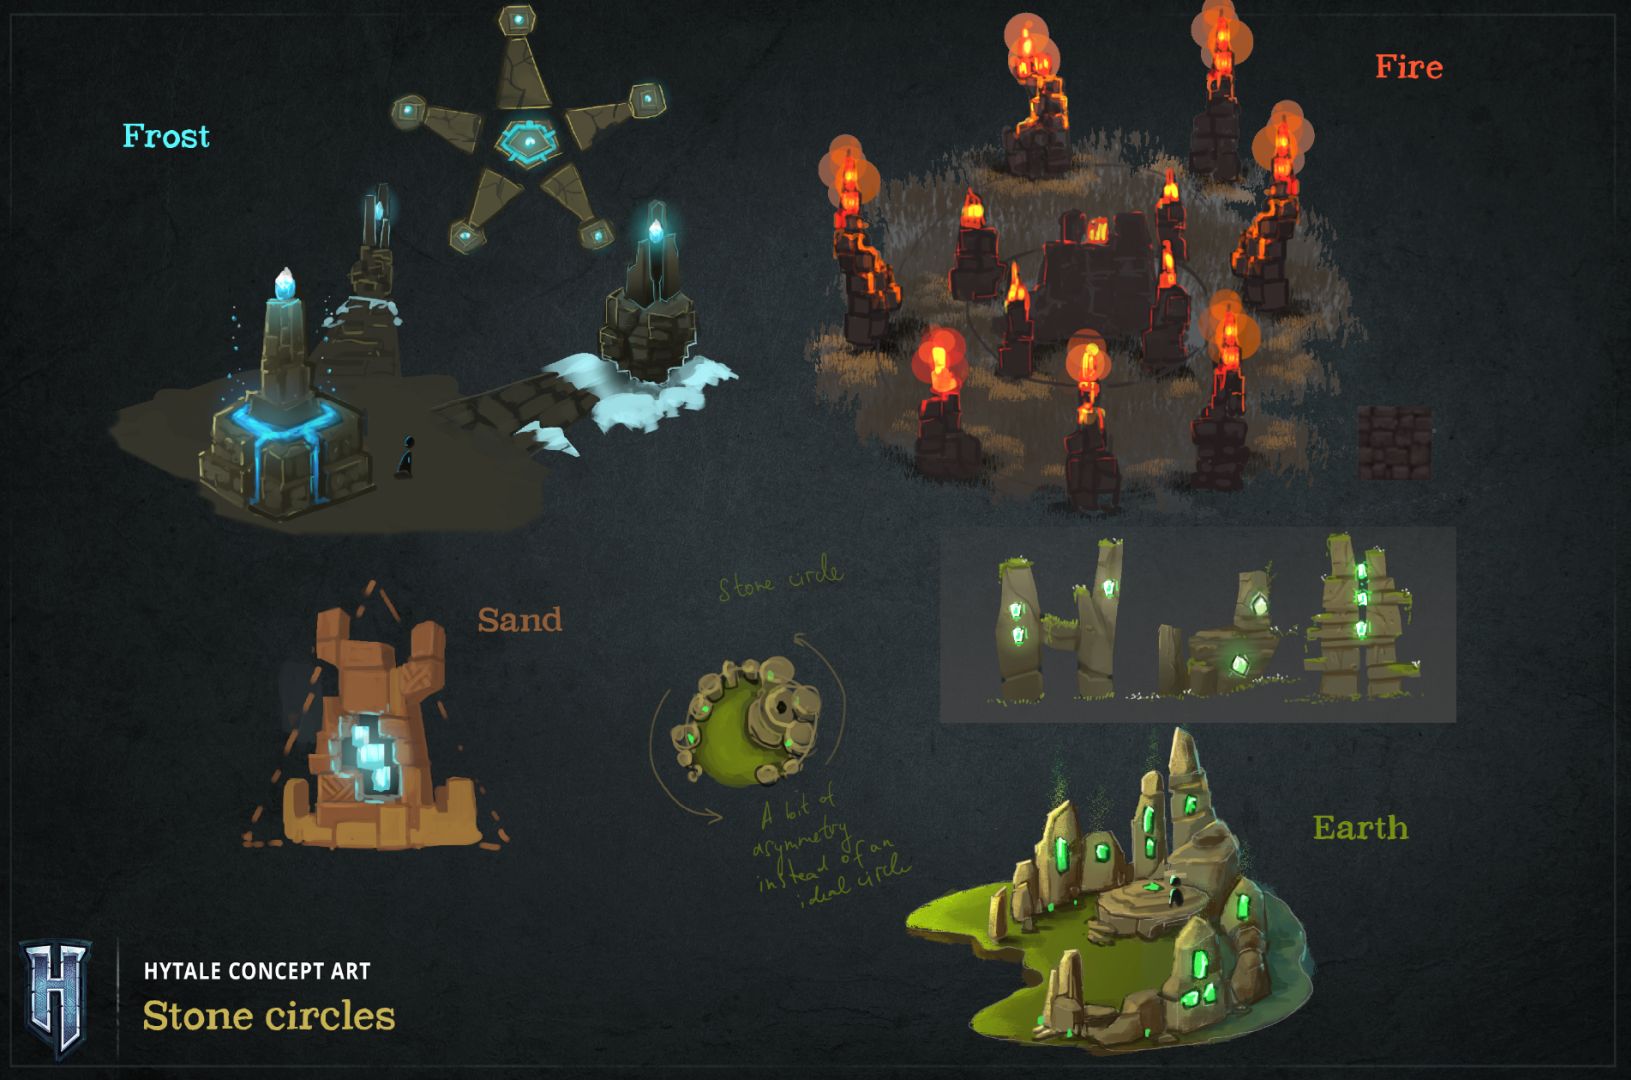 Frost
Fire
Sand
Stone circle
A bit of
asymmetry
instead of an
ideal circle
Earth
HYTALE CONCEPT ART
Stone circles